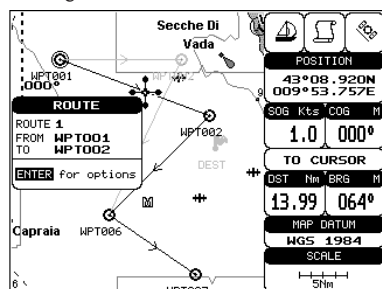 Secche Di
Vada
WPT001
000°
ROUTE
ROUTE 1
FROM WPT001
TO WPT002
ENTER for options
WPT002
DEST
Capraia
WPT006
POSITION
43°08.920N
009°53.757E
SOG Kts COG M
1.0 000°
TO CURSOR
DST Nm BRG M
13.99 064°
MAP DATUM
WGS 1984
SCALE
5Nm